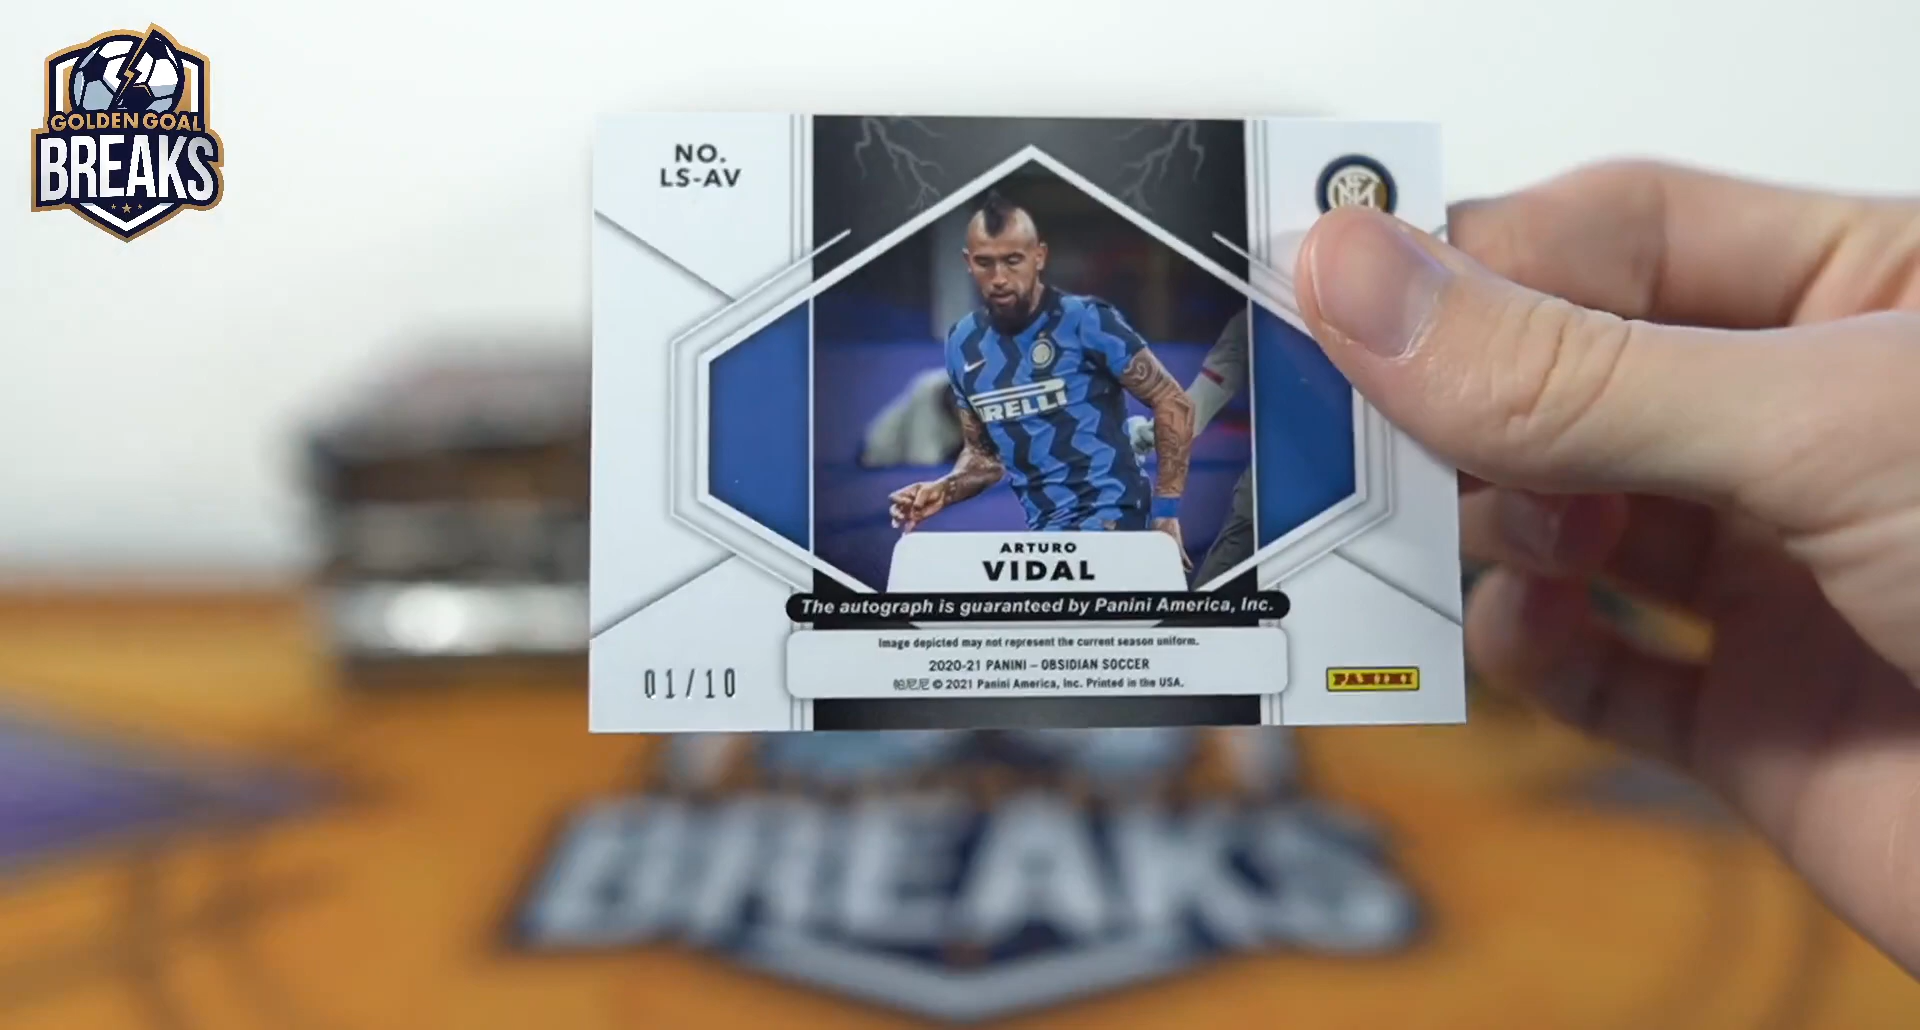 GOLDEN GOAL
BREAKS
NO.
LS-AV
PIRELLI
ARTURO
VIDAL
The autograph is guaranteed by Panini America, Inc.
Image depicted may not represent the current season uniform.
2020-21 PANINI – OBSIDIAN SOCCER
帕尼尼 © 2021 Panini America, Inc. Printed in the USA.
01/10
PANINI
BREAKS